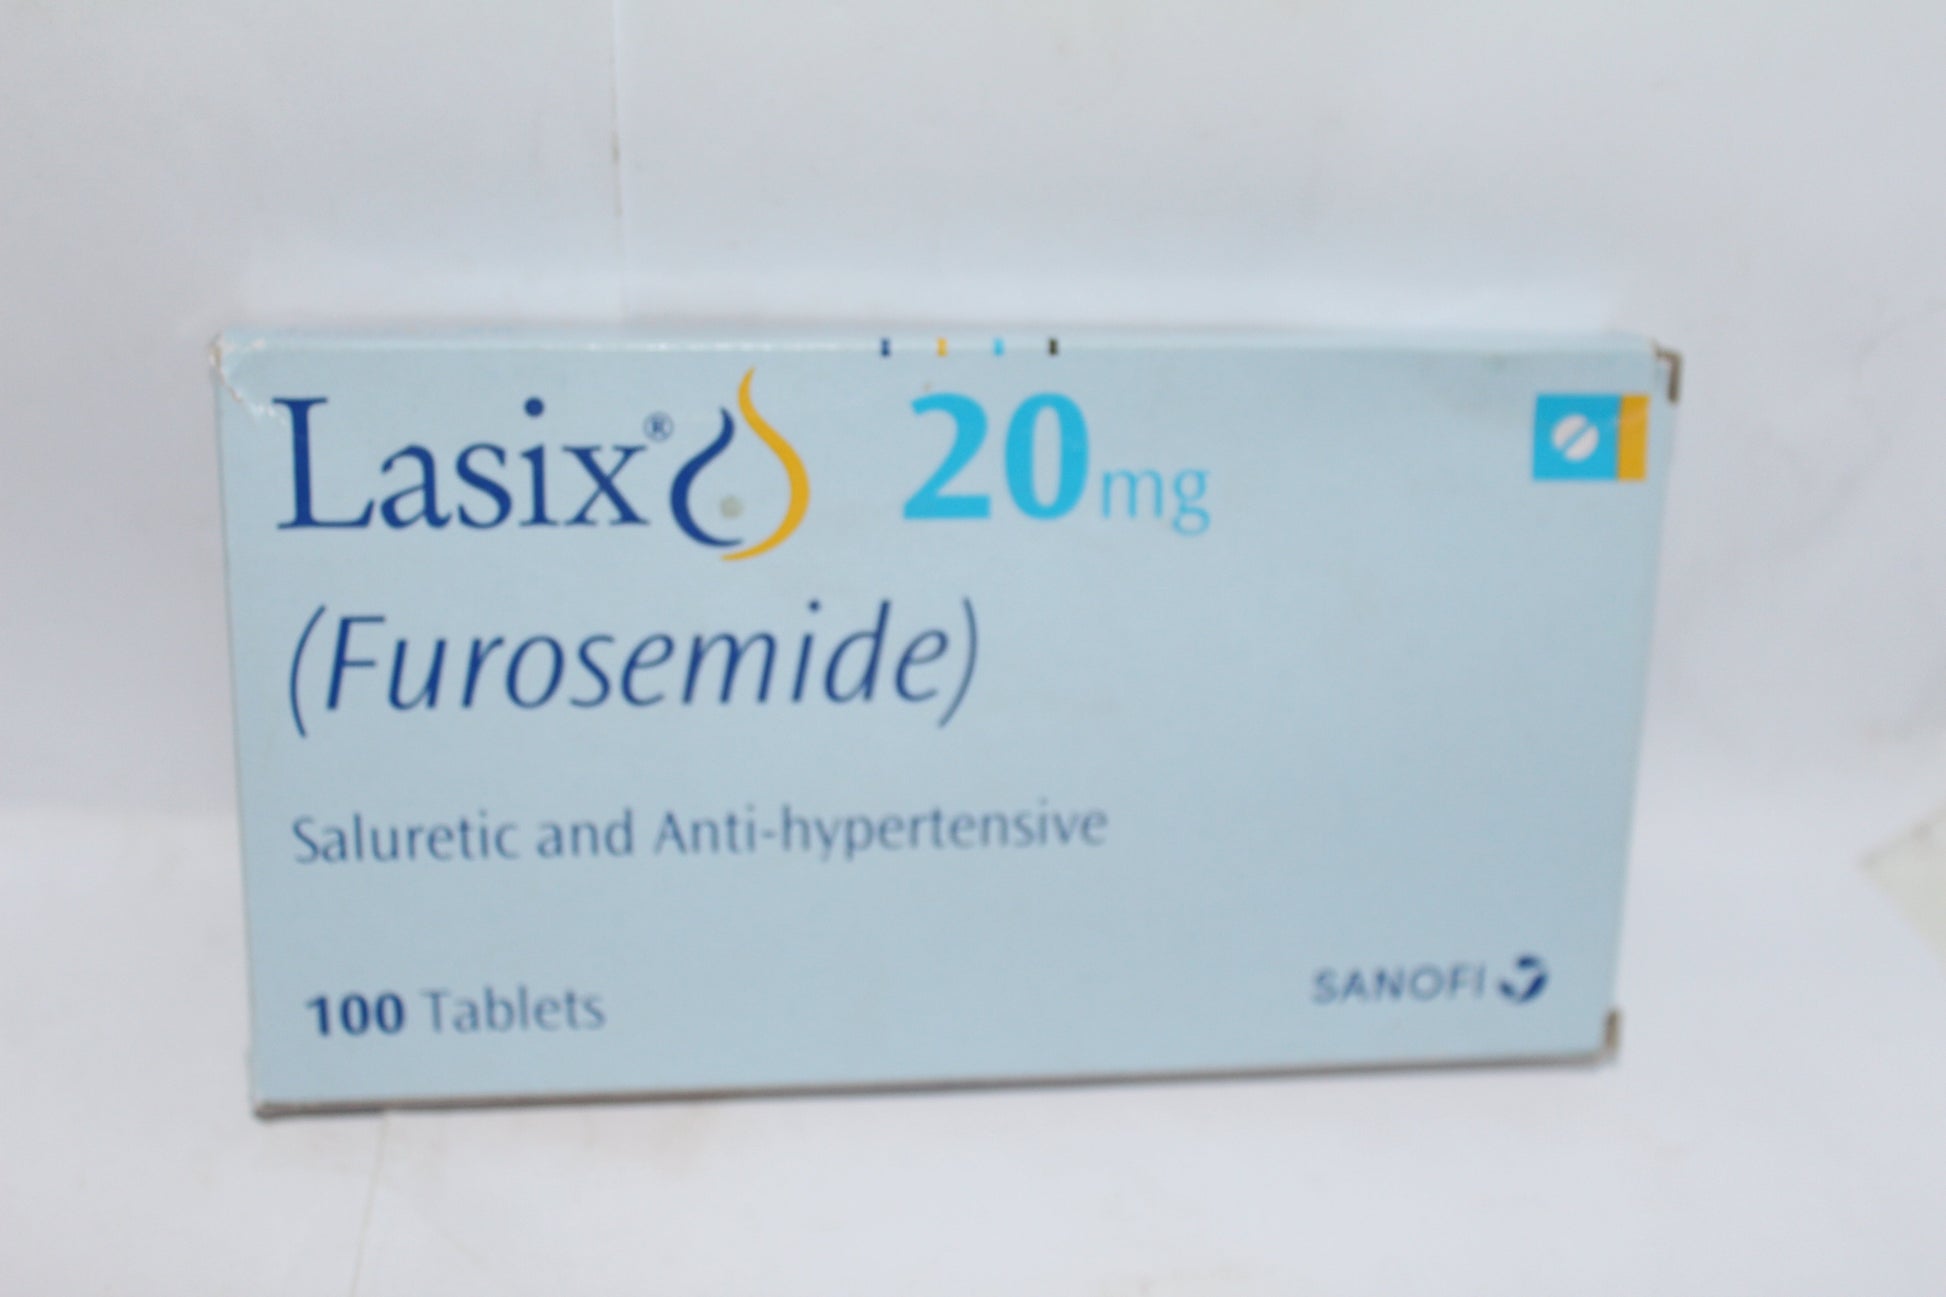 Lasix® 20mg
(Furosemide)
Saluretic and Anti-hypertensive
100 Tablets
SANOFI